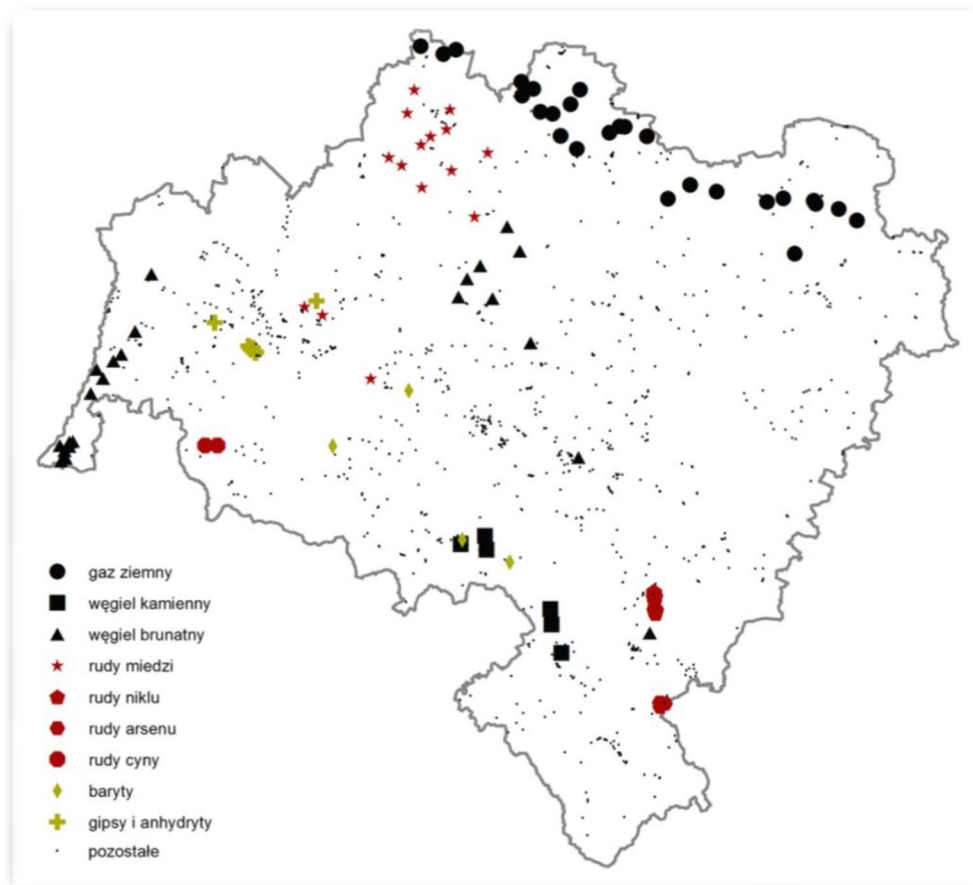 gaz ziemny
węgiel kamienny
węgiel brunatny
rudy miedzi
rudy niklu
rudy arsenu
rudy cyny
baryty
gipsy i anhydryty
pozostałe